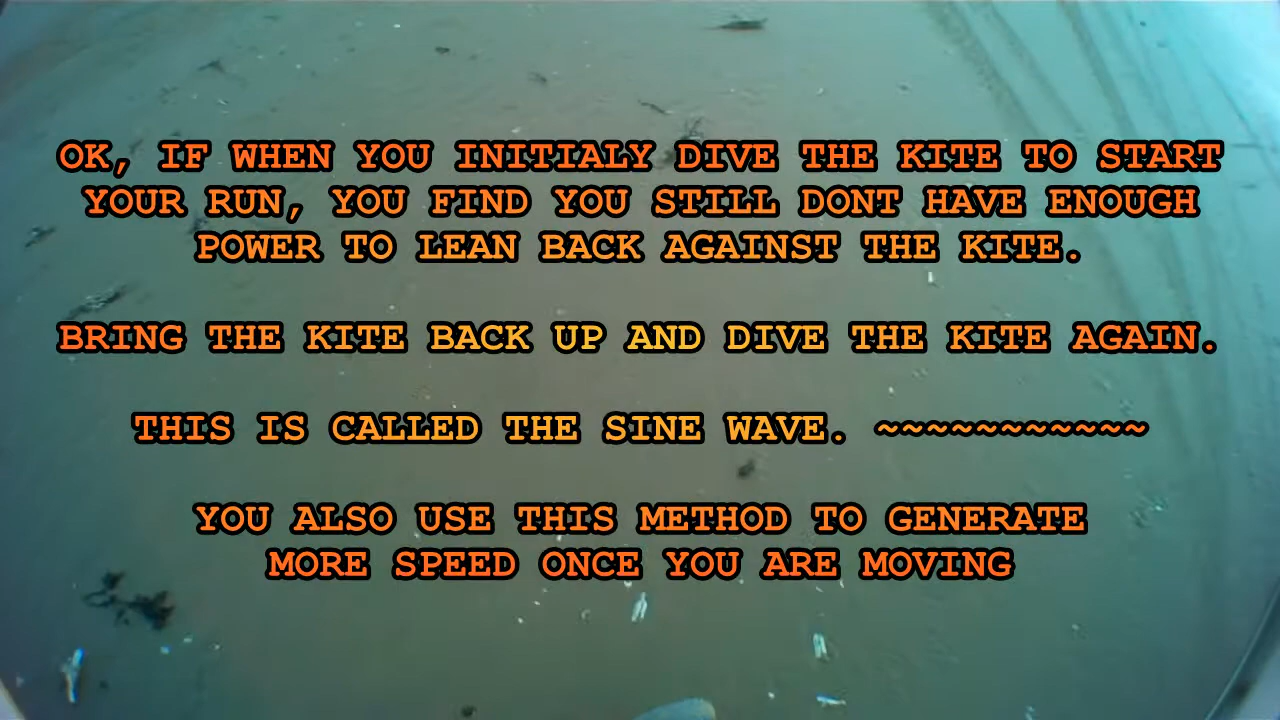 OK, IF WHEN YOU INITIALY DIVE THE KITE TO START
YOUR RUN, YOU FIND YOU STILL DONT HAVE ENOUGH
POWER TO LEAN BACK AGAINST THE KITE.
BRING THE KITE BACK UP AND DIVE THE KITE AGAIN.
THIS IS CALLED THE SINE WAVE. ~~~~~~~~~~~
YOU ALSO USE THIS METHOD TO GENERATE
MORE SPEED ONCE YOU ARE MOVING